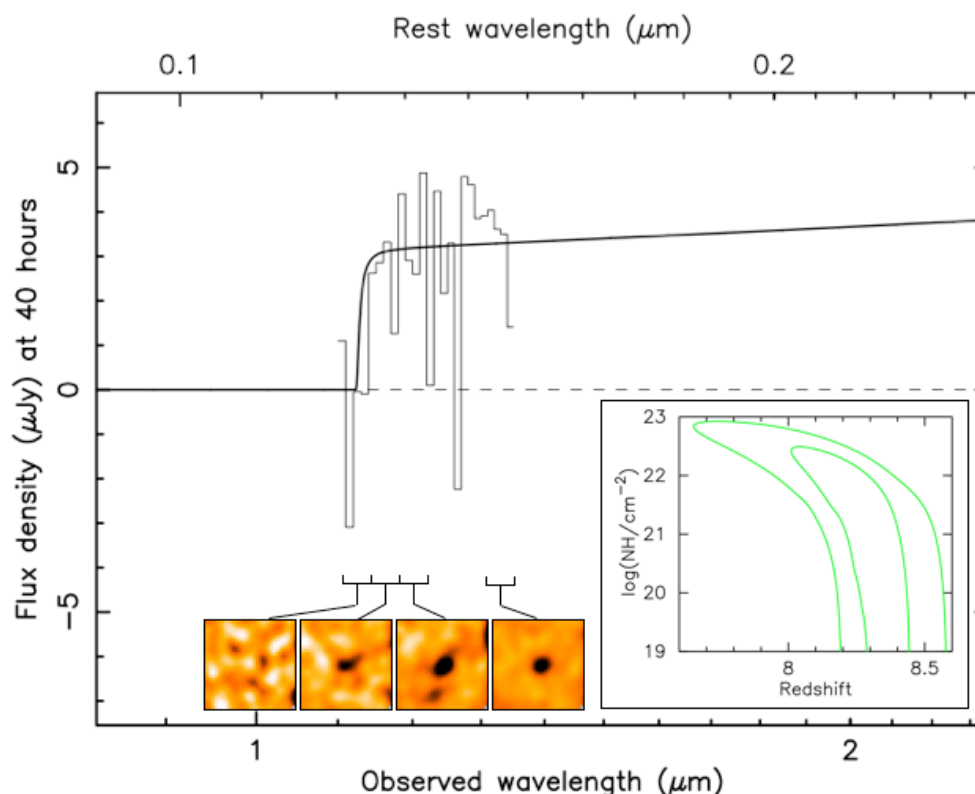 Rest wavelength (μm)
0.1 0.2
Flux density (μJy) at 40 hours
5
0
−5
log(NH/cm⁻²)
23
22
21
20
19
8 8.5
Redshift
1 2
Observed wavelength (μm)